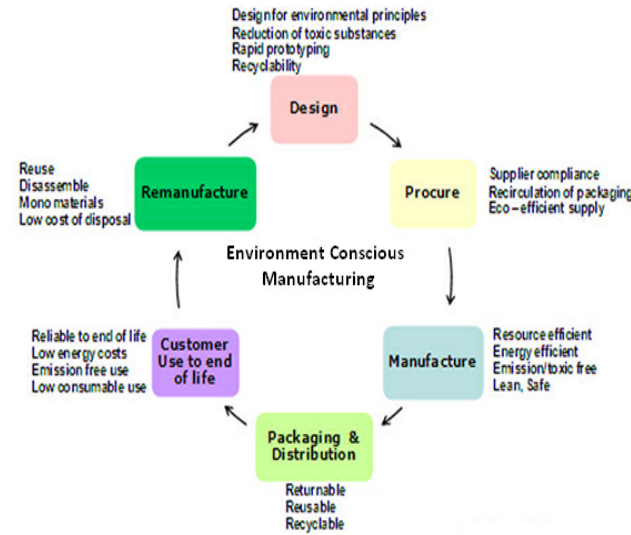 Design for environmental principles
Reduction of toxic substances
Rapid prototyping
Recyclability
Design
Reuse
Disassemble
Mono materials
Low cost of disposal
Remanufacture
Procure
Supplier compliance
Recirculation of packaging
Eco – efficient supply
Environment Conscious
Manufacturing
Reliable to end of life
Low energy costs
Emission free use
Low consumable use
Customer
Use to end
of life
Manufacture
Resource efficient
Energy efficient
Emission/toxic free
Lean, Safe
Packaging &
Distribution
Returnable
Reusable
Recyclable